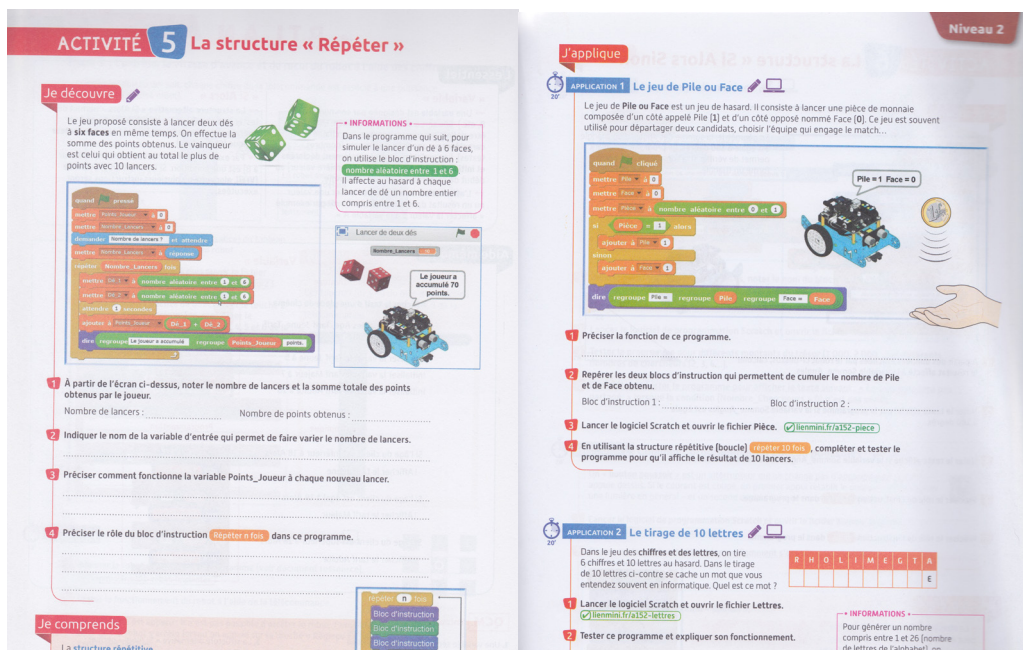 ACTIVITÉ 5 La structure « Répéter »
Je découvre
Le jeu proposé consiste à lancer deux dés
à six faces en même temps. On effectue la
somme des points obtenus. Le vainqueur
est celui qui obtient au total le plus de
points avec 10 lancers.
INFORMATIONS
Dans le programme qui suit, pour
simuler le lancer d'un dé à 6 faces,
on utilise le bloc d'instruction :
nombre aléatoire entre 1 et 6
Il affecte au hasard à chaque
lancer de dé un nombre entier
compris entre 1 et 6.
quand pressé
mettre Points_Joueur à 0
mettre Nombre_Lancers à 0
demander Nombre de lancers ? et attendre
mettre Nombre_Lancers à réponse
répéter Nombre_Lancers fois
mettre Dé_1 à nombre aléatoire entre 1 et 6
mettre Dé_2 à nombre aléatoire entre 1 et 6
attendre 1 secondes
ajouter à Points_Joueur Dé_1 + Dé_2
dire regroupe Le joueur a accumulé regroupe Points_Joueur points.
Lancer de deux dés
Nombre_Lancers
Le joueur a
accumulé 70
points.
1 À partir de l'écran ci-dessus, noter le nombre de lancers et la somme totale des points
obtenus par le joueur.
Nombre de lancers : Nombre de points obtenus :
2 Indiquer le nom de la variable d'entrée qui permet de faire varier le nombre de lancers.
3 Préciser comment fonctionne la variable Points_Joueur à chaque nouveau lancer.
4 Préciser le rôle du bloc d'instruction Répéter n fois dans ce programme.
Je comprends
La structure répétitive
répéter n fois
Bloc d'instruction
Bloc d'instruction
Bloc d'instruction
Niveau 2
J'applique
20'
APPLICATION 1 Le jeu de Pile ou Face
Le jeu de Pile ou Face est un jeu de hasard. Il consiste à lancer une pièce de monnaie
composée d'un côté appelé Pile [1] et d'un côté opposé nommé Face [0]. Ce jeu est souvent
utilisé pour départager deux candidats, choisir l'équipe qui engage le match...
quand cliqué
mettre Pile à 0
mettre Face à 0
mettre Pièce à nombre aléatoire entre 0 et 1
si Pièce = 1 alors
ajouter à Pile 1
sinon
ajouter à Face 1
dire regroupe Pile = regroupe Pile regroupe Face = Face
Pile = 1 Face = 0
1 Préciser la fonction de ce programme.
2 Repérer les deux blocs d'instruction qui permettent de cumuler le nombre de Pile
et de Face obtenu.
Bloc d'instruction 1 : Bloc d'instruction 2 :
3 Lancer le logiciel Scratch et ouvrir le fichier Pièce. lienmini.fr/a152-piece
4 En utilisant la structure répétitive [boucle] répéter 10 fois, compléter et tester le
programme pour qu'il affiche le résultat de 10 lancers.
20'
APPLICATION 2 Le tirage de 10 lettres
Dans le jeu des chiffres et des lettres, on tire
6 chiffres et 10 lettres au hasard. Dans le tirage
de 10 lettres ci-contre se cache un mot que vous
entendez souvent en informatique. Quel est ce mot ?
R H O L I M E G T A
E
1 Lancer le logiciel Scratch et ouvrir le fichier Lettres.
lienmini.fr/a152-lettres
2 Tester ce programme et expliquer son fonctionnement.
INFORMATIONS
Pour générer un nombre
compris entre 1 et 26 [nombre
de lettres de l'alphabet], on